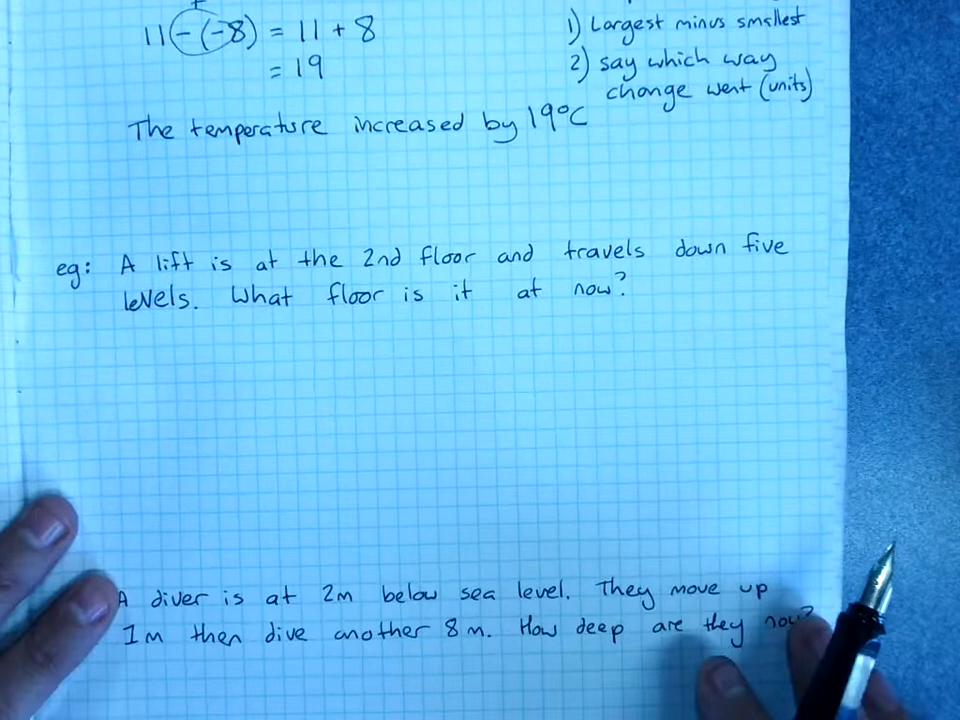 +
11 - (-8) = 11 + 8
= 19
1) Largest minus smallest
2) say which way
change went (units)
The temperature increased by 19°C
eg: A lift is at the 2nd floor and travels down five
levels. What floor is it at now?
A diver is at 2m below sea level. They move up
1m then dive another 8m. How deep are they now?